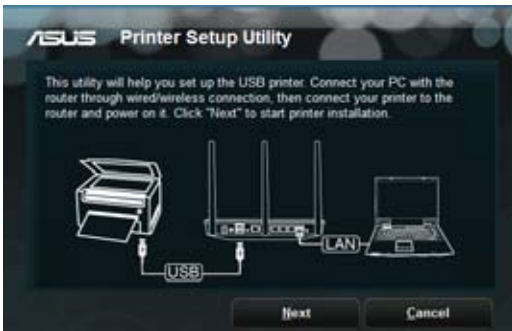 ASUS Printer Setup Utility
This utility will help you set up the USB printer. Connect your PC with the
router through wired/wireless connection, then connect your printer to the
router and power on it. Click "Next" to start printer installation.
LAN
USB
Next Cancel